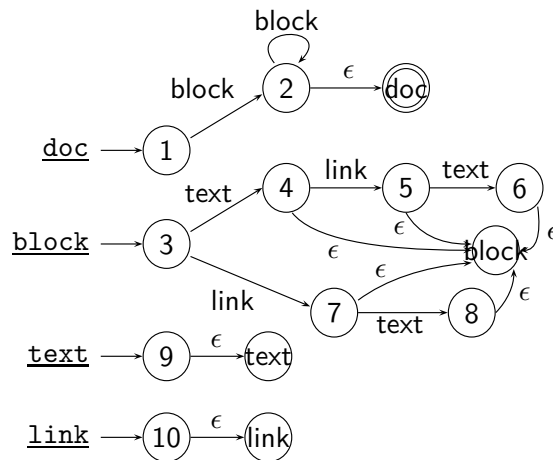 block
block 2 ϵ doc
doc 1
text 4 link 5 text 6
block 3 ϵ ϵ block ϵ
link ϵ 7 text 8 ϵ
text 9 ϵ text
link 10 ϵ link